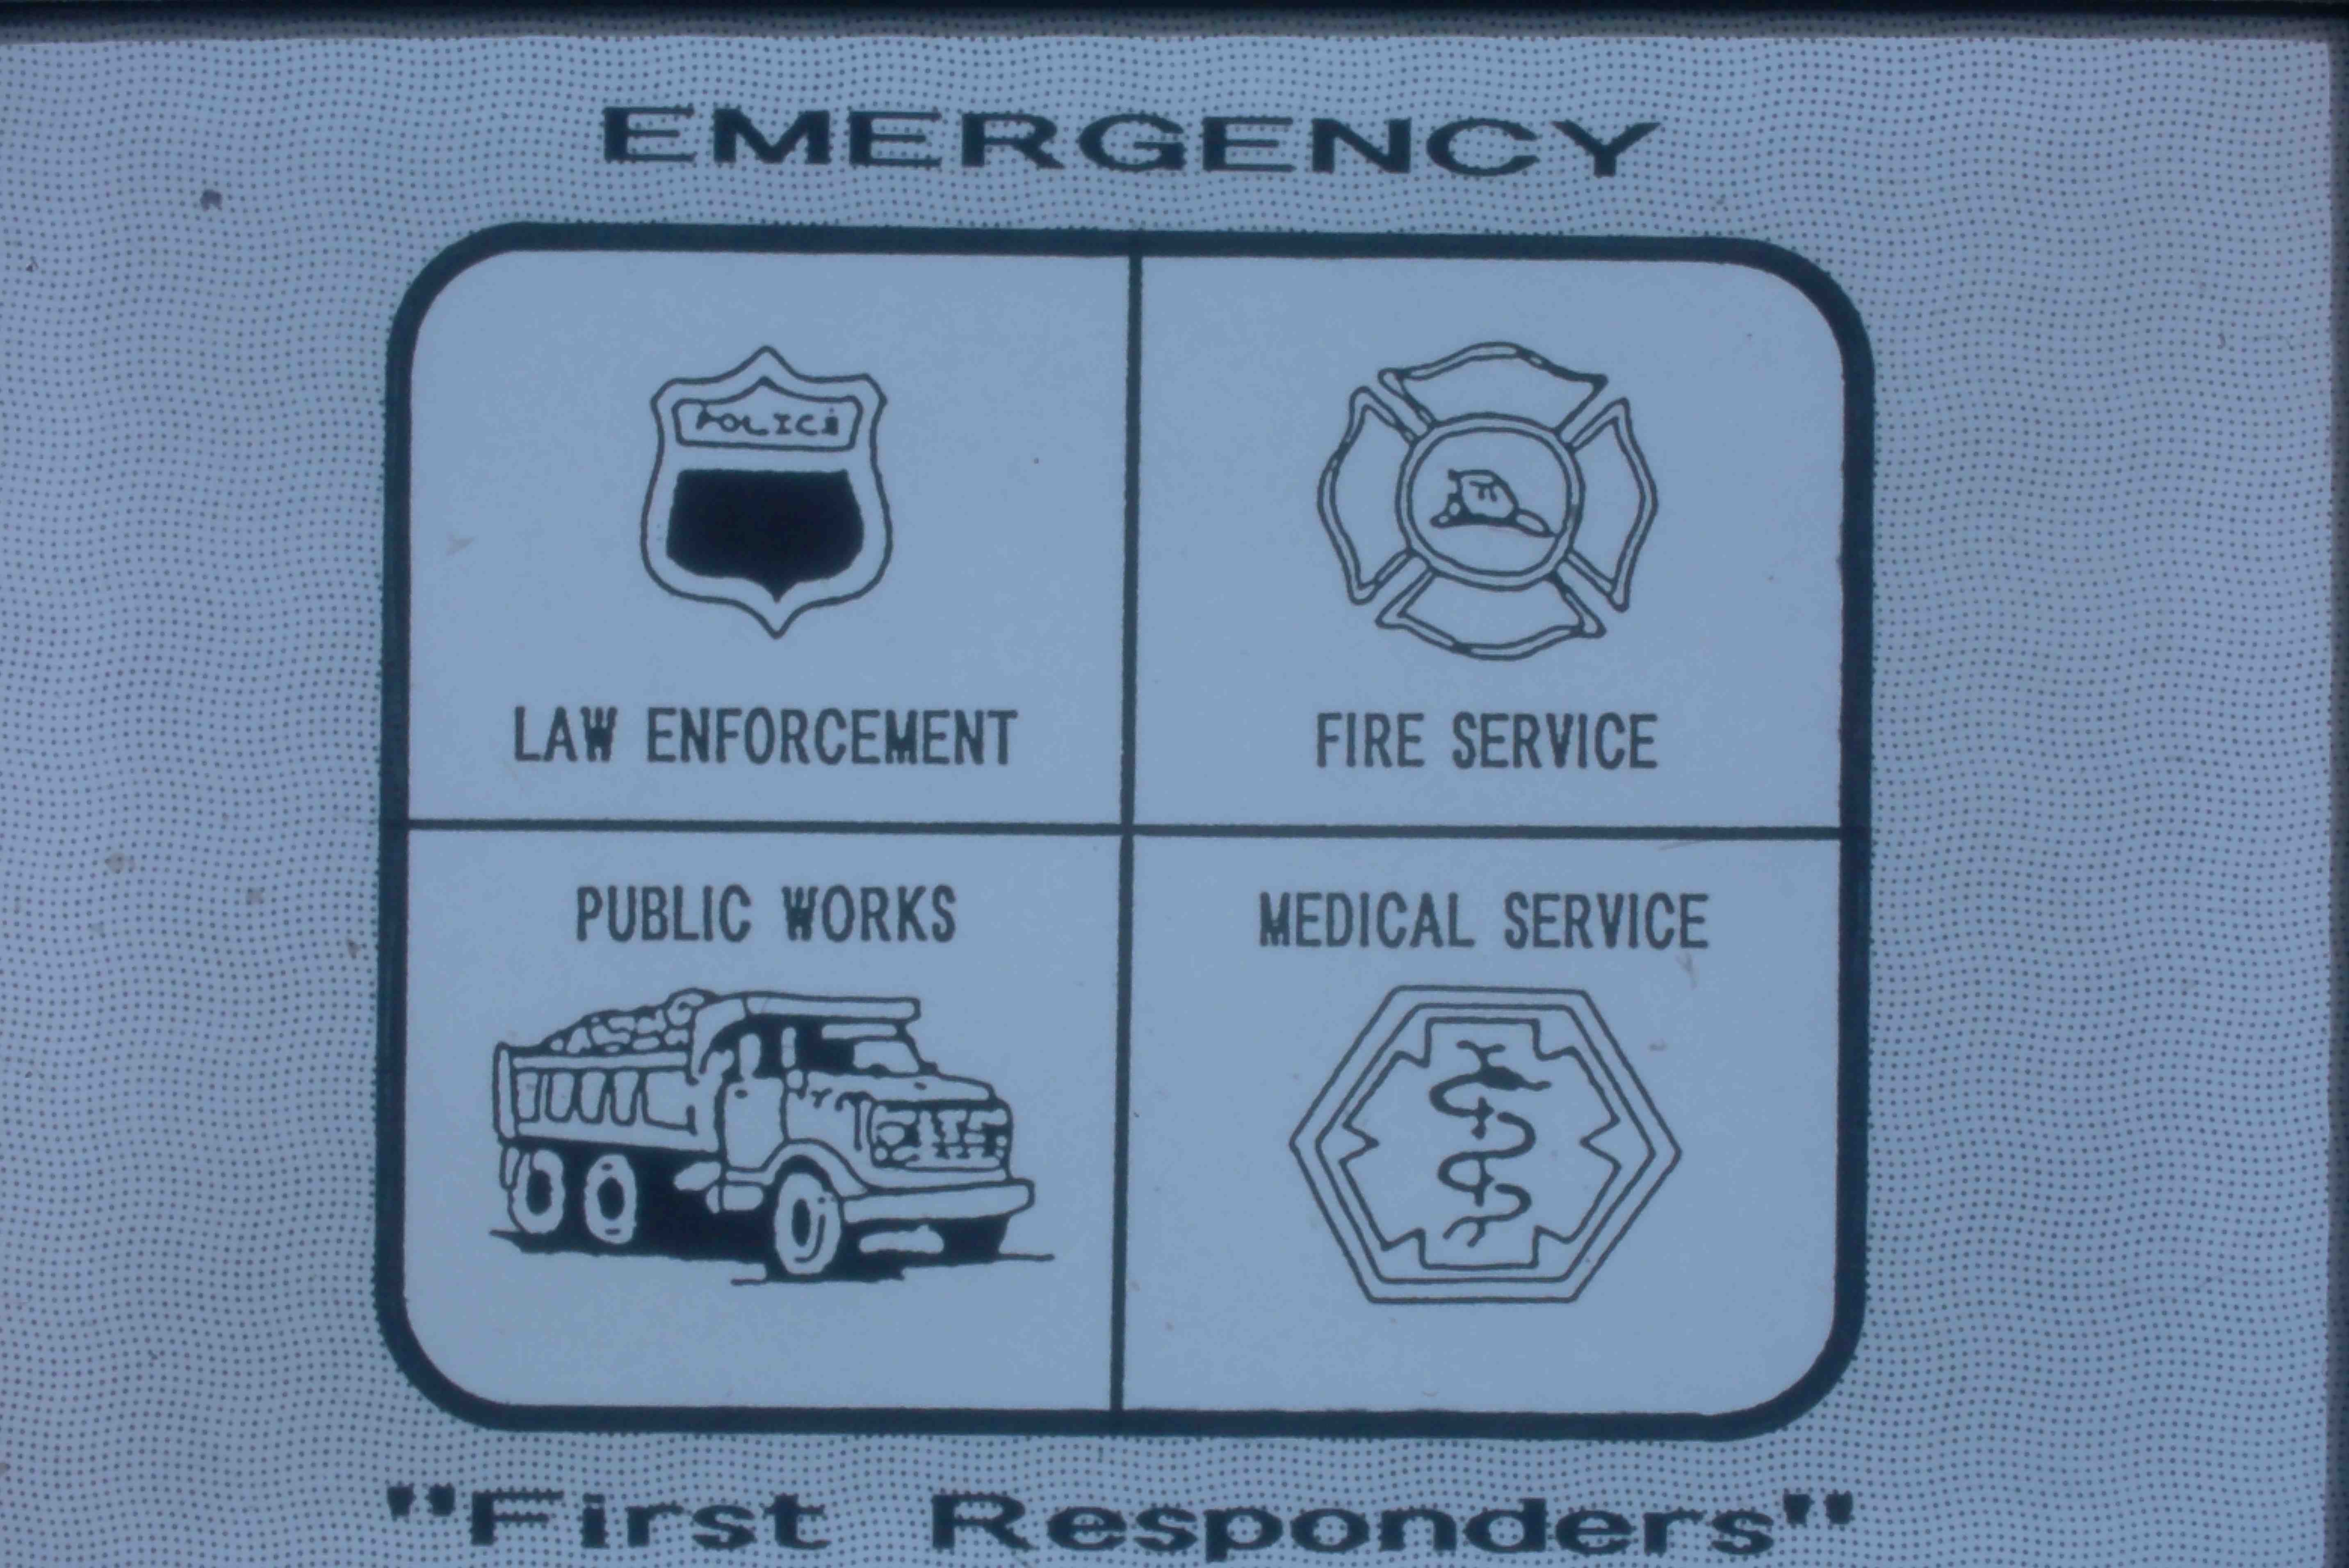 EMERGENCY
POLICE
LAW ENFORCEMENT
FIRE SERVICE
PUBLIC WORKS
MEDICAL SERVICE
"First Responders"